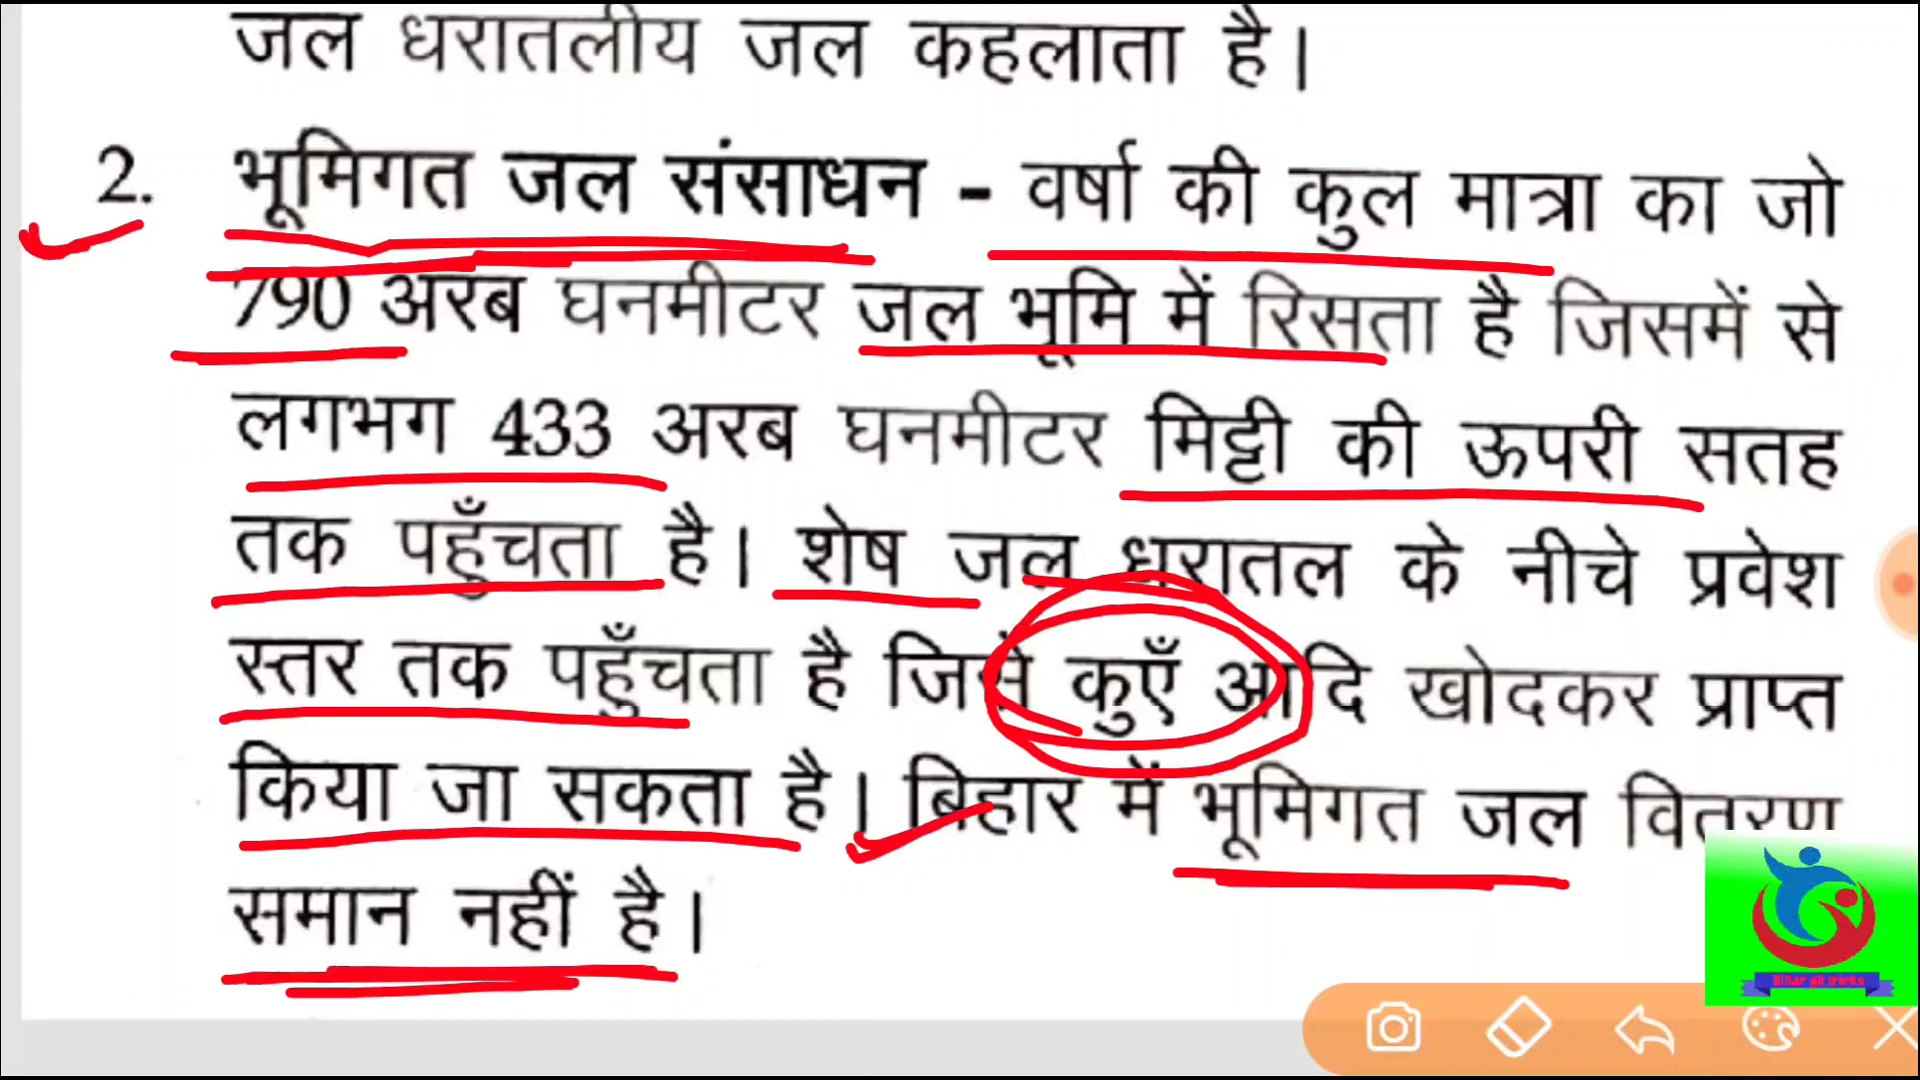 जल धरातलीय जल कहलाता है।
2. भूमिगत जल संसाधन - वर्षा की कुल मात्रा का जो
790 अरब घनमीटर जल भूमि में रिसता है जिसमें से
लगभग 433 अरब घनमीटर मिट्टी की ऊपरी सतह
तक पहुँचता है। शेष जल धरातल के नीचे प्रवेश
स्तर तक पहुँचता है जिसे कुएँ आदि खोदकर प्राप्त
किया जा सकता है। बिहार में भूमिगत जल वितरण
समान नहीं है।